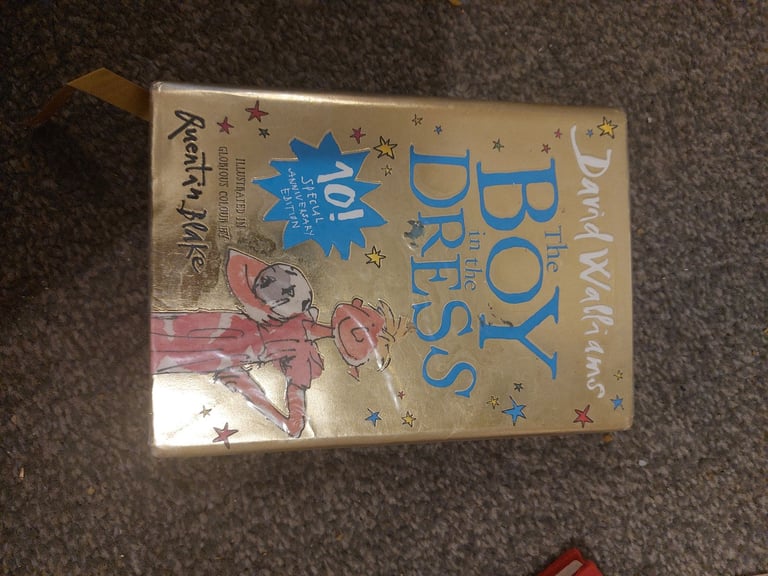 David Walliams
The
BOY
in the
DRESS
10!
SPECIAL
ANNIVERSARY
EDITION
ILLUSTRATED IN
GLORIOUS COLOUR BY
Quentin Blake